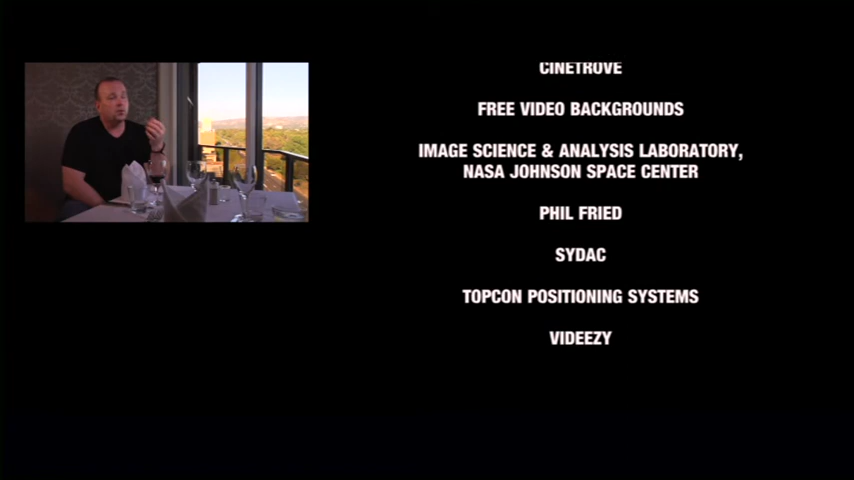 CINETROVE
FREE VIDEO BACKGROUNDS
IMAGE SCIENCE & ANALYSIS LABORATORY,
NASA JOHNSON SPACE CENTER
PHIL FRIED
SYDAC
TOPCON POSITIONING SYSTEMS
VIDEEZY